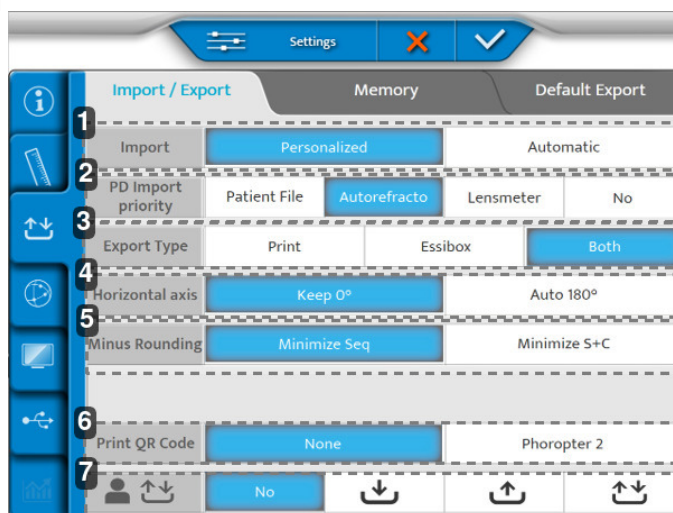 Settings
Import / Export Memory Default Export
1
Import Personalized Automatic
2
PD Import priority Patient File Autorefracto Lensmeter No
3
Export Type Print Essibox Both
4
Horizontal axis Keep 0° Auto 180°
5
Minus Rounding Minimize Seq Minimize S+C
6
Print QR Code None Phoropter 2
7
No